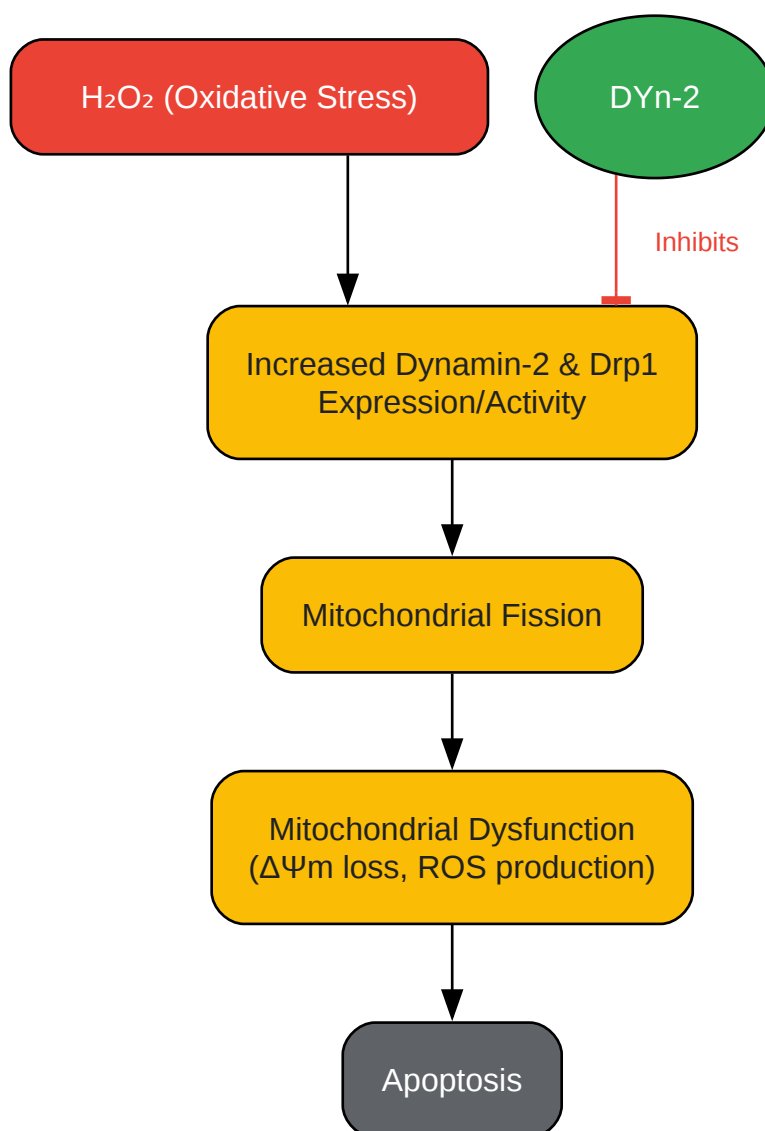 H₂O₂ (Oxidative Stress)
DYn-2
Inhibits
Increased Dynamin-2 & Drp1
Expression/Activity
Mitochondrial Fission
Mitochondrial Dysfunction
(ΔΨm loss, ROS production)
Apoptosis